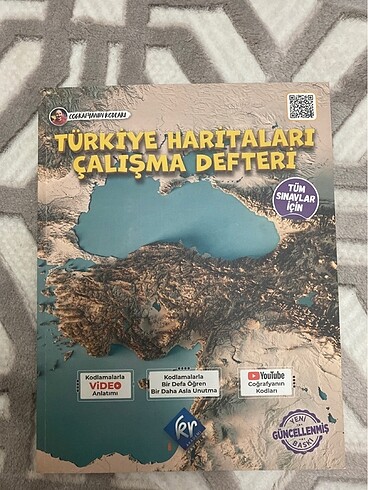 COĞRAFYANIN KODLARI
TÜRKİYE HARİTALARI
ÇALIŞMA DEFTERİ
TÜM
SINAVLAR
İÇİN
Kodlamalarla
VİDEO
Anlatımı
Kodlamalarla
Bir Defa Öğren
Bir Daha Asla Unutma
YouTube
Coğrafyanın
Kodları
kr
YENİ
GÜNCELLENMİŞ
BASKI